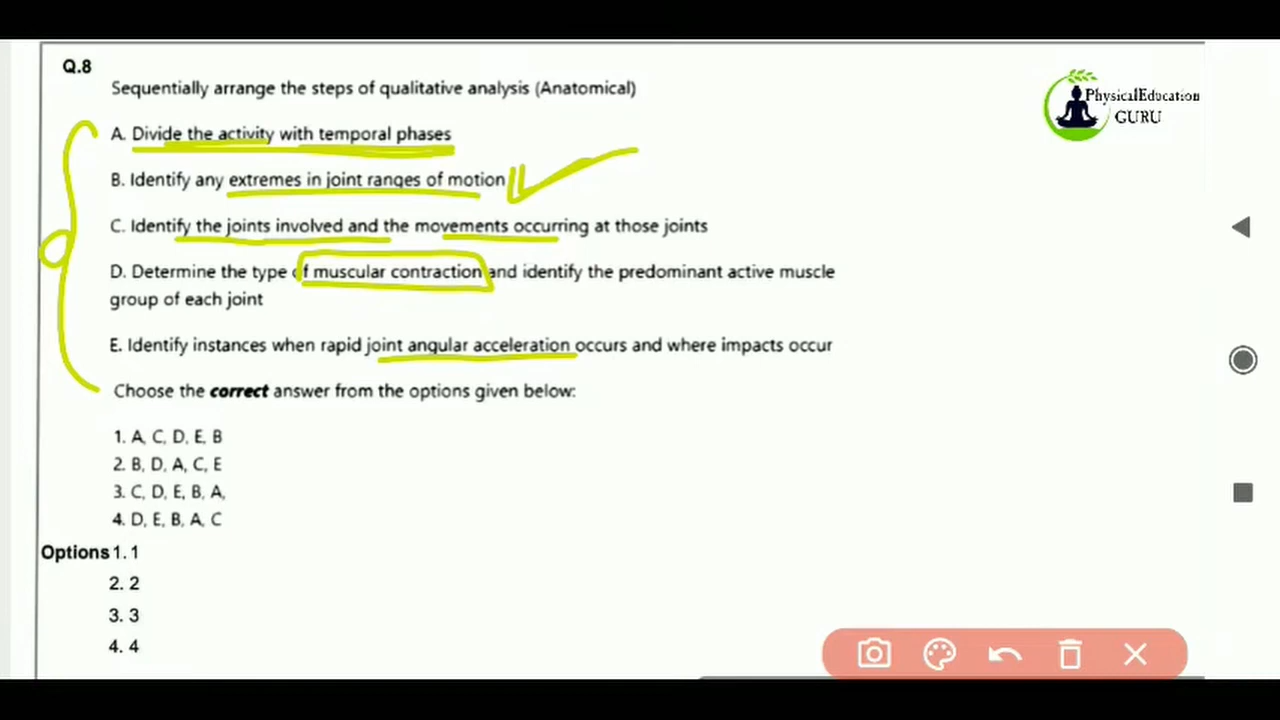 Q.8
Sequentially arrange the steps of qualitative analysis (Anatomical)
PhysicalEducation
GURU
A. Divide the activity with temporal phases
B. Identify any extremes in joint ranges of motion
C. Identify the joints involved and the movements occurring at those joints
D. Determine the type of muscular contraction and identify the predominant active muscle
group of each joint
E. Identify instances when rapid joint angular acceleration occurs and where impacts occur
Choose the correct answer from the options given below:
1. A, C, D, E, B
2. B, D, A, C, E
3. C, D, E, B, A,
4. D, E, B, A, C
Options 1. 1
2. 2
3. 3
4. 4